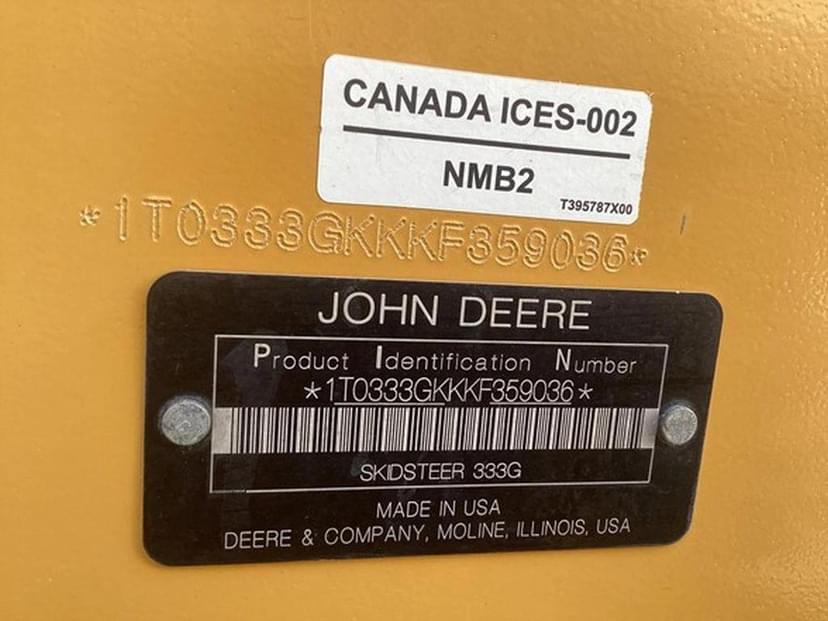 CANADA ICES-002
NMB2
T395787X00
*1T0333GKKKF359036*
JOHN DEERE
Product Identification Number
*1T0333GKKKF359036*
SKIDSTEER 333G
MADE IN USA
DEERE & COMPANY, MOLINE, ILLINOIS, USA